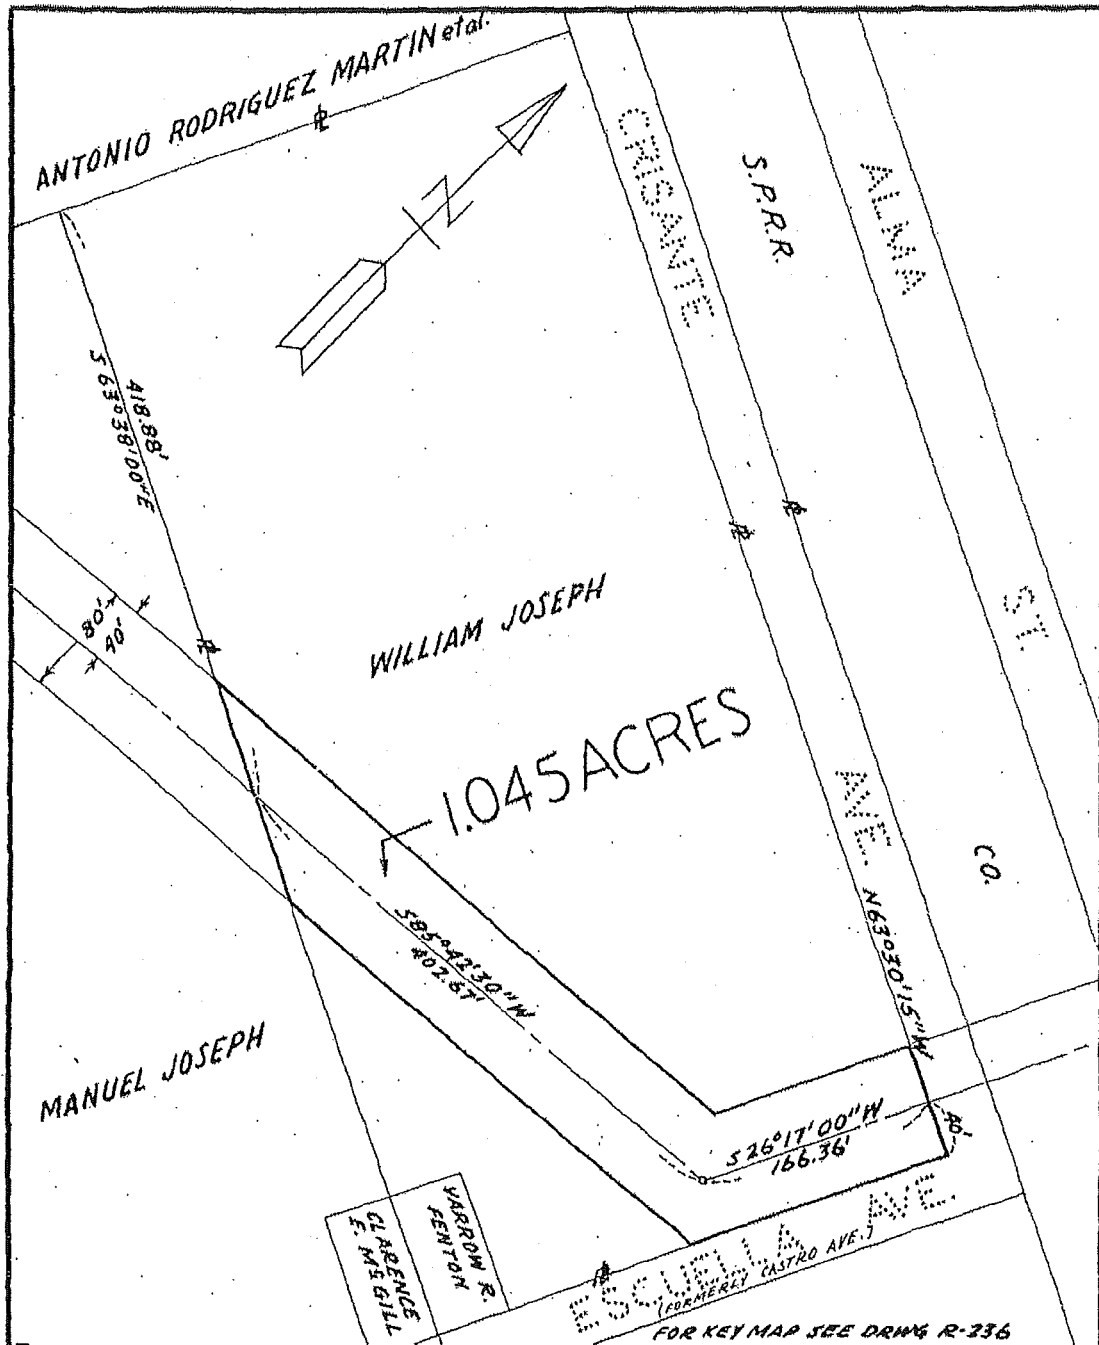 ANTONIO RODRIGUEZ MARTIN et al.
CRISANTE AVE.
S.P.R.R. CO.
ALMA ST.
N
418.88'
S 63°38'00"E
80'
40'
WILLIAM JOSEPH
1.045 ACRES
S85°42'30"W
402.67'
N63°30'15"W
MANUEL JOSEPH
S26°17'00"W
166.36'
40'
YARROW R.
FENTON
CLARENCE
E. McGILL
ESCUELLA AVE.
(FORMERLY CASTRO AVE.)
FOR KEY MAP SEE DRWG R-236